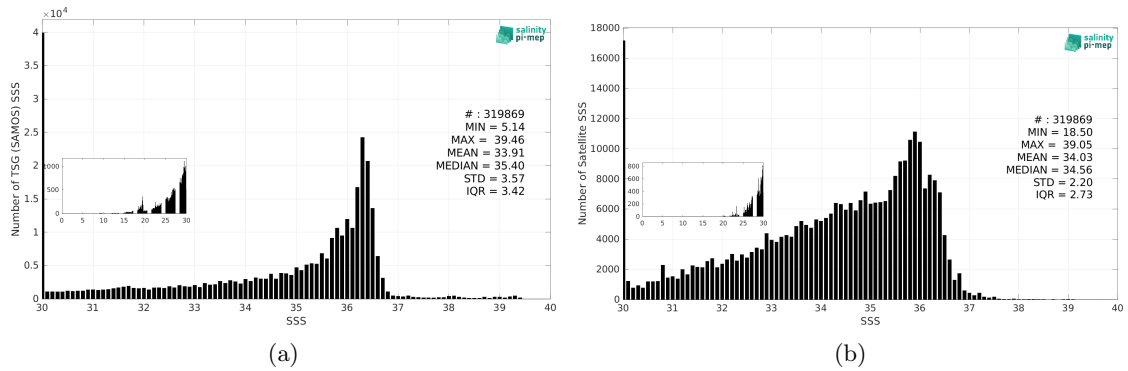 ×10⁴
4
3.5
3
2.5
2
1.5
1
0.5
0
Number of TSG (SAMOS) SSS
salinity
pi-mep
# : 319869
MIN = 5.14
MAX = 39.46
MEAN = 33.91
MEDIAN = 35.40
STD = 3.57
IQR = 3.42
1000
500
0
0 5 10 15 20 25 30
30 31 32 33 34 35 36 37 38 39 40
SSS
(a)
18000
16000
14000
12000
10000
8000
6000
4000
2000
0
Number of Satellite SSS
salinity
pi-mep
# : 319869
MIN = 18.50
MAX = 39.05
MEAN = 34.03
MEDIAN = 34.56
STD = 2.20
IQR = 2.73
800
600
400
200
0
0 5 10 15 20 25 30
30 31 32 33 34 35 36 37 38 39 40
SSS
(b)